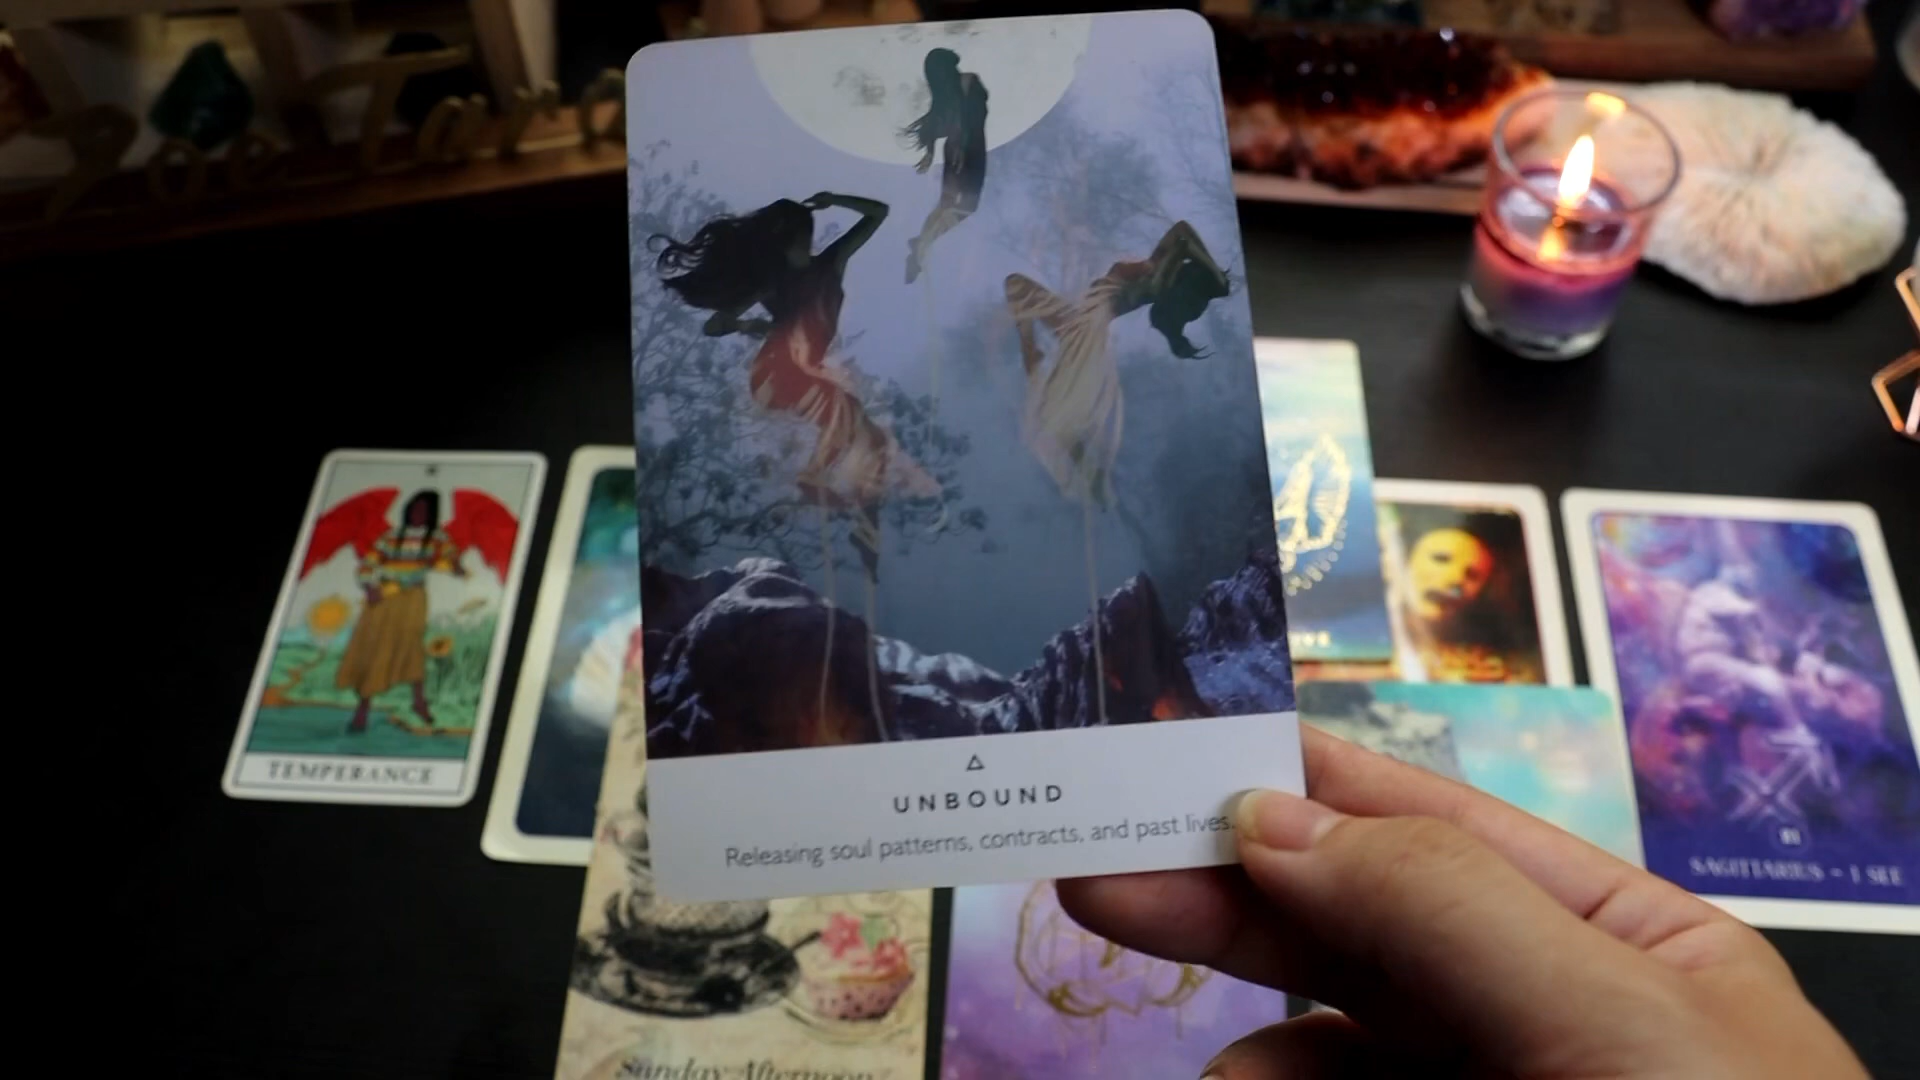 UNBOUND
Releasing soul patterns, contracts, and past lives.
TEMPERANCE
SAGITTARIUS - I SEE
Sunday Afternoon